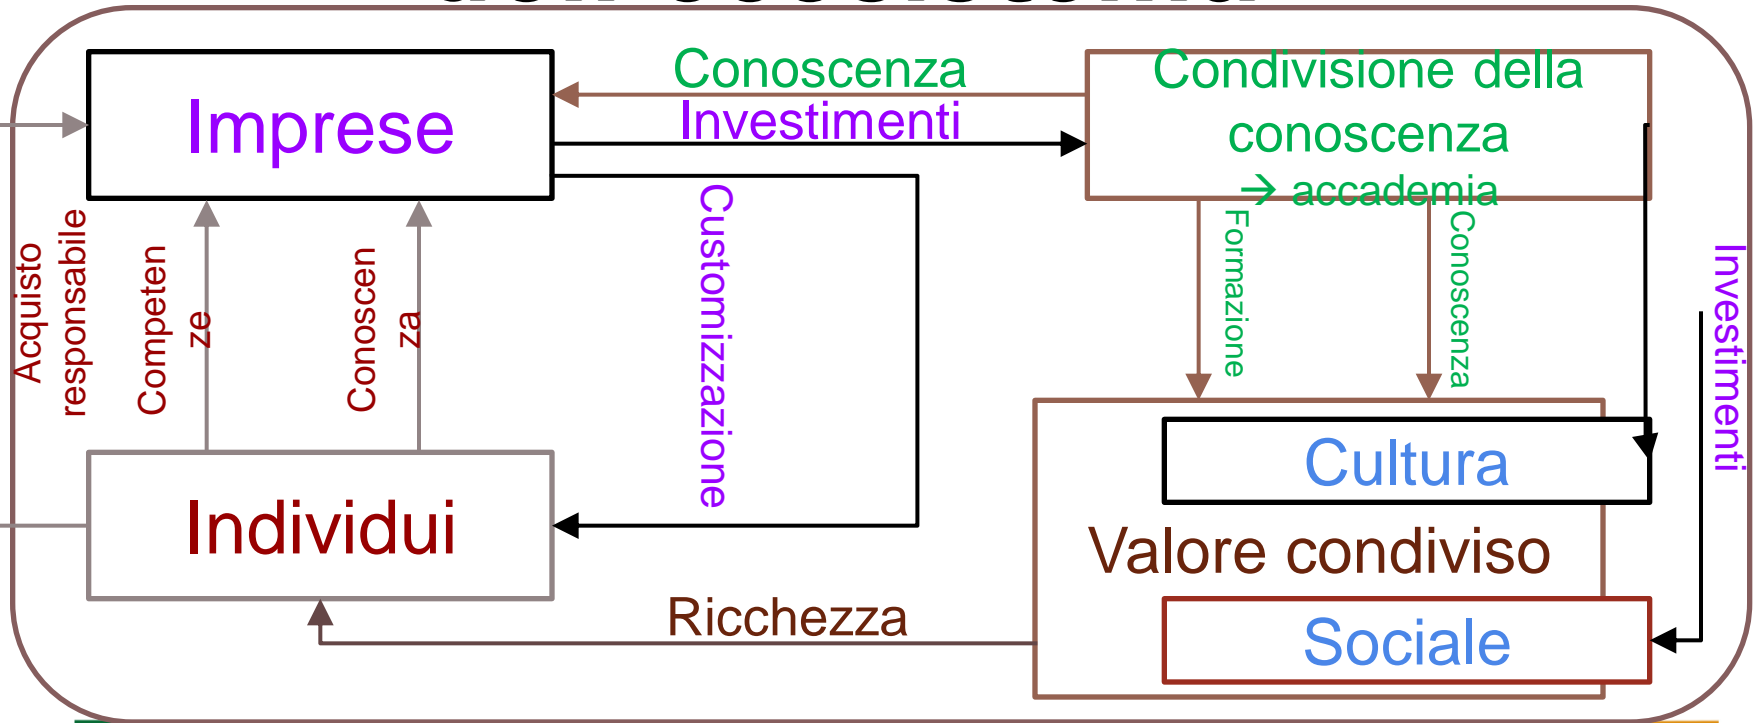 Conoscenza
Condivisione della
conoscenza
→ accademia
Imprese
Investimenti
Customizzazione
Formazione
Conoscenza
Investimenti
Acquisto
responsabile
Competen
ze
Conoscen
za
Cultura
Individui
Valore condiviso
Ricchezza
Sociale